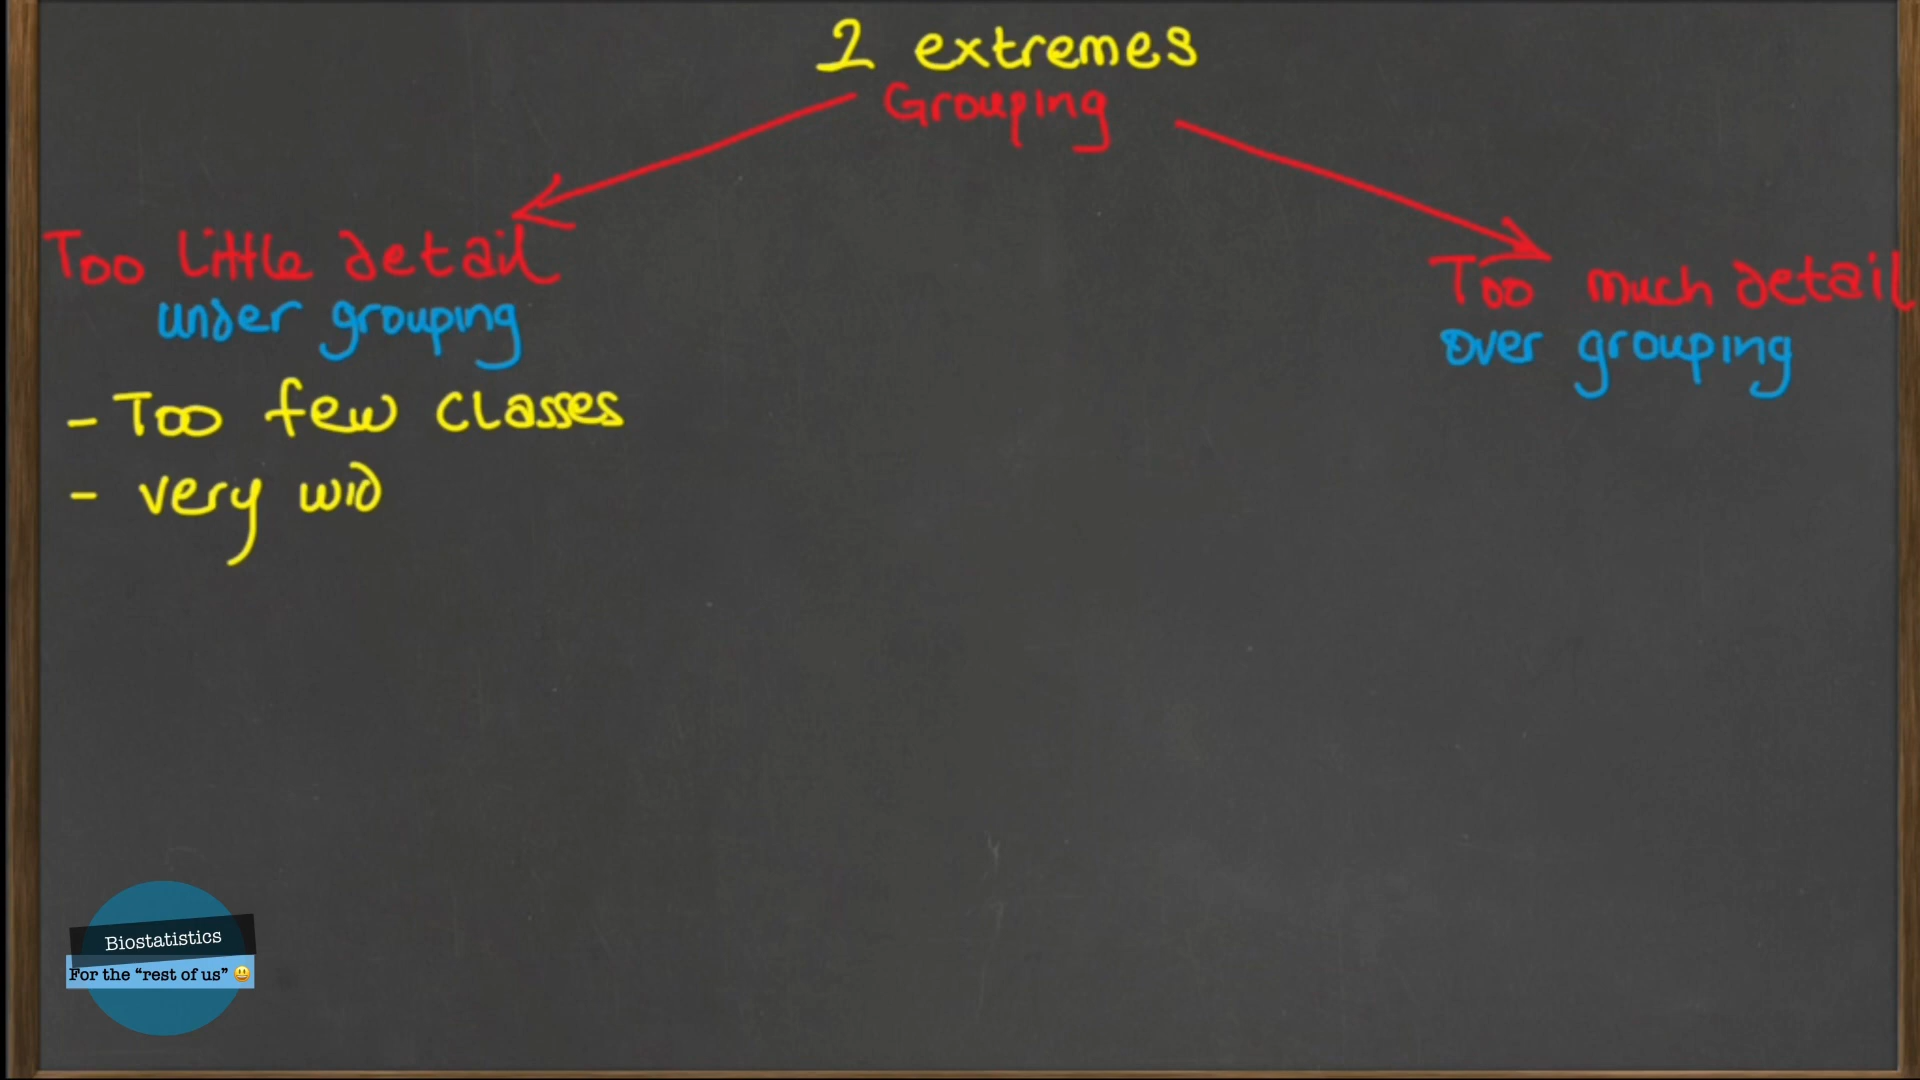 2 extremes
Grouping
Too little detail
under grouping
- Too few classes
- very wid
Too much detail
over grouping
Biostatistics
For the “rest of us” 😃